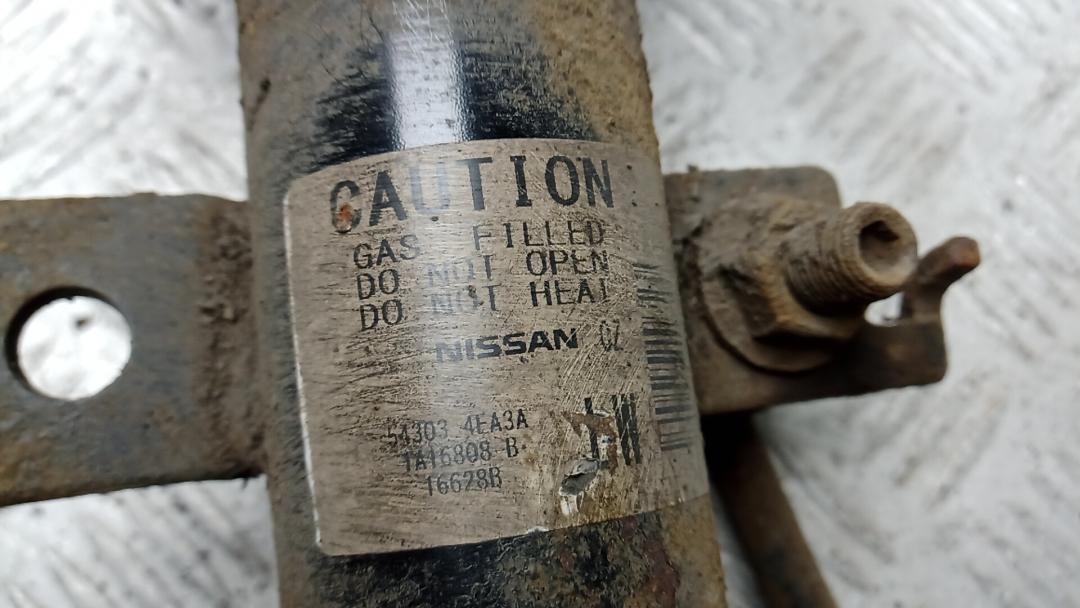 CAUTION
GAS FILLED
DO NOT OPEN
DO NOT HEAT
NISSAN
54303 4EA3A
1A16808 B
16628B